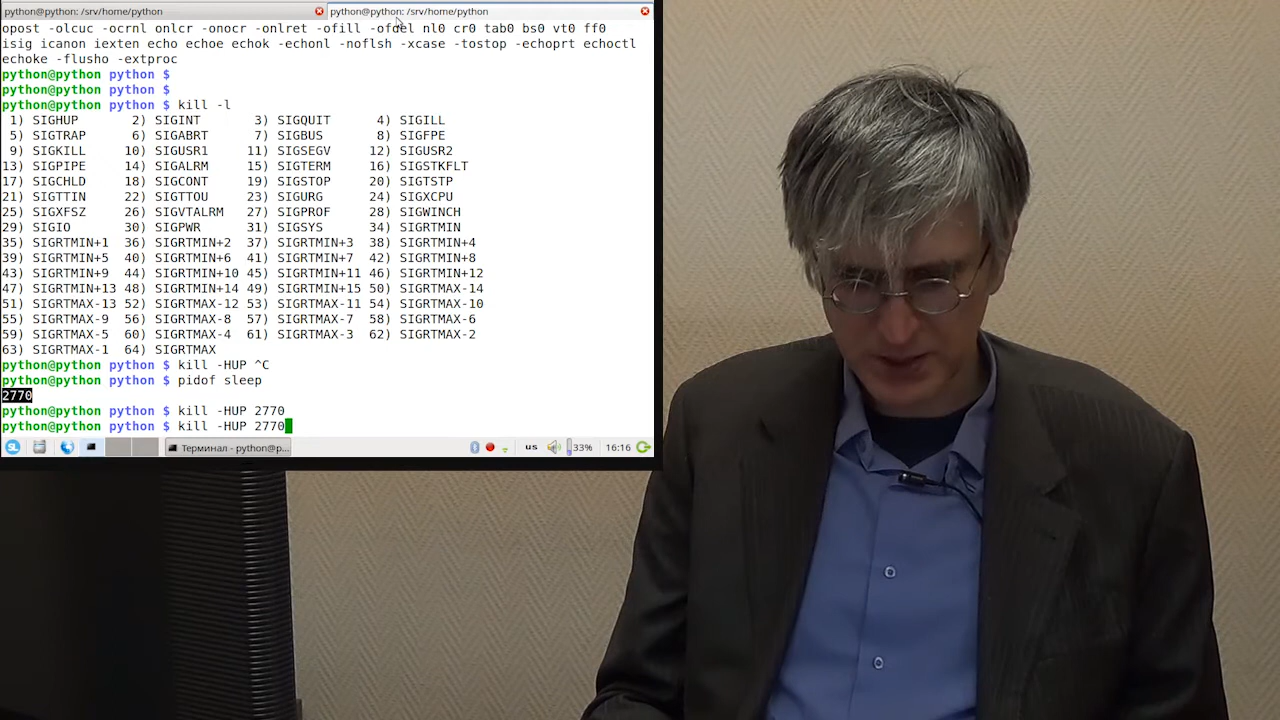 python@python: /srv/home/python
python@python: /srv/home/python
opost -olcuc -ocrnl onlcr -onocr -onlret -ofill -ofdel nl0 cr0 tab0 bs0 vt0 ff0
isig icanon iexten echo echoe echok -echonl -noflsh -xcase -tostop -echoprt echoctl
echoke -flusho -extproc
python@python python $
python@python python $
python@python python $ kill -l
1) SIGHUP 2) SIGINT 3) SIGQUIT 4) SIGILL
5) SIGTRAP 6) SIGABRT 7) SIGBUS 8) SIGFPE
9) SIGKILL 10) SIGUSR1 11) SIGSEGV 12) SIGUSR2
13) SIGPIPE 14) SIGALRM 15) SIGTERM 16) SIGSTKFLT
17) SIGCHLD 18) SIGCONT 19) SIGSTOP 20) SIGTSTP
21) SIGTTIN 22) SIGTTOU 23) SIGURG 24) SIGXCPU
25) SIGXFSZ 26) SIGVTALRM 27) SIGPROF 28) SIGWINCH
29) SIGIO 30) SIGPWR 31) SIGSYS 34) SIGRTMIN
35) SIGRTMIN+1 36) SIGRTMIN+2 37) SIGRTMIN+3 38) SIGRTMIN+4
39) SIGRTMIN+5 40) SIGRTMIN+6 41) SIGRTMIN+7 42) SIGRTMIN+8
43) SIGRTMIN+9 44) SIGRTMIN+10 45) SIGRTMIN+11 46) SIGRTMIN+12
47) SIGRTMIN+13 48) SIGRTMIN+14 49) SIGRTMIN+15 50) SIGRTMAX-14
51) SIGRTMAX-13 52) SIGRTMAX-12 53) SIGRTMAX-11 54) SIGRTMAX-10
55) SIGRTMAX-9 56) SIGRTMAX-8 57) SIGRTMAX-7 58) SIGRTMAX-6
59) SIGRTMAX-5 60) SIGRTMAX-4 61) SIGRTMAX-3 62) SIGRTMAX-2
63) SIGRTMAX-1 64) SIGRTMAX
python@python python $ kill -HUP ^C
python@python python $ pidof sleep
2770
python@python python $ kill -HUP 2770
python@python python $ kill -HUP 2770
SL Терминал - python@p... us 33% 16:16